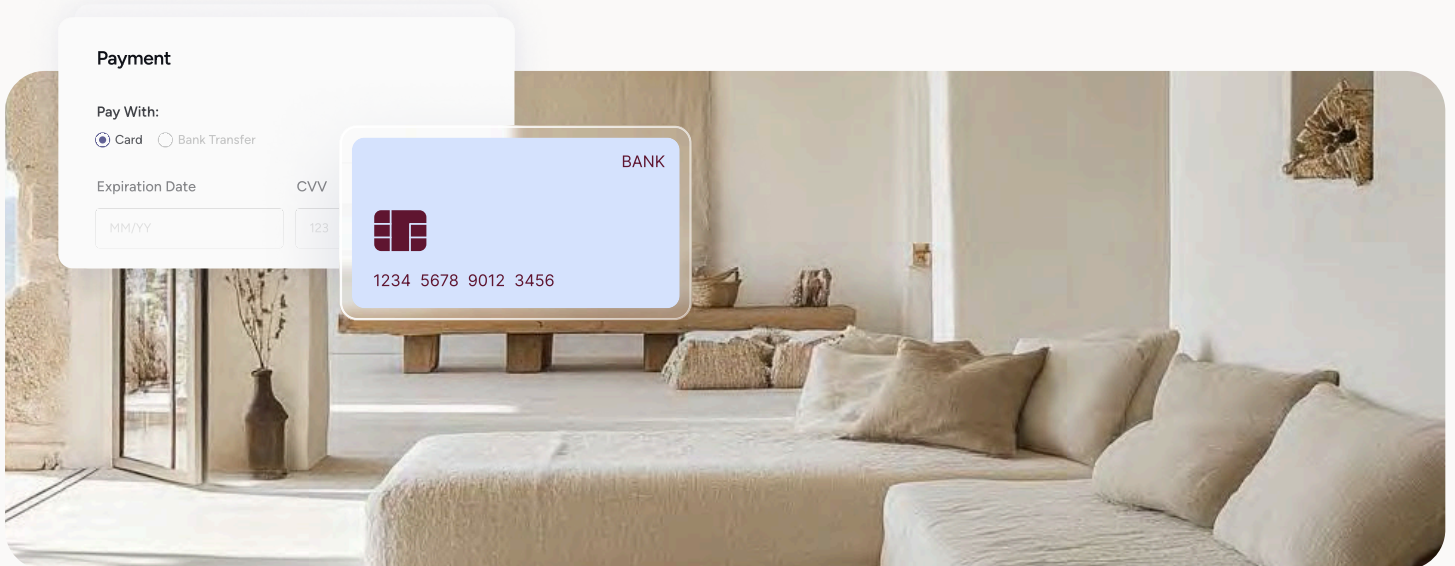 Payment
Pay With:
Card Bank Transfer
Expiration Date CVV
MM/YY 123
BANK
1234 5678 9012 3456